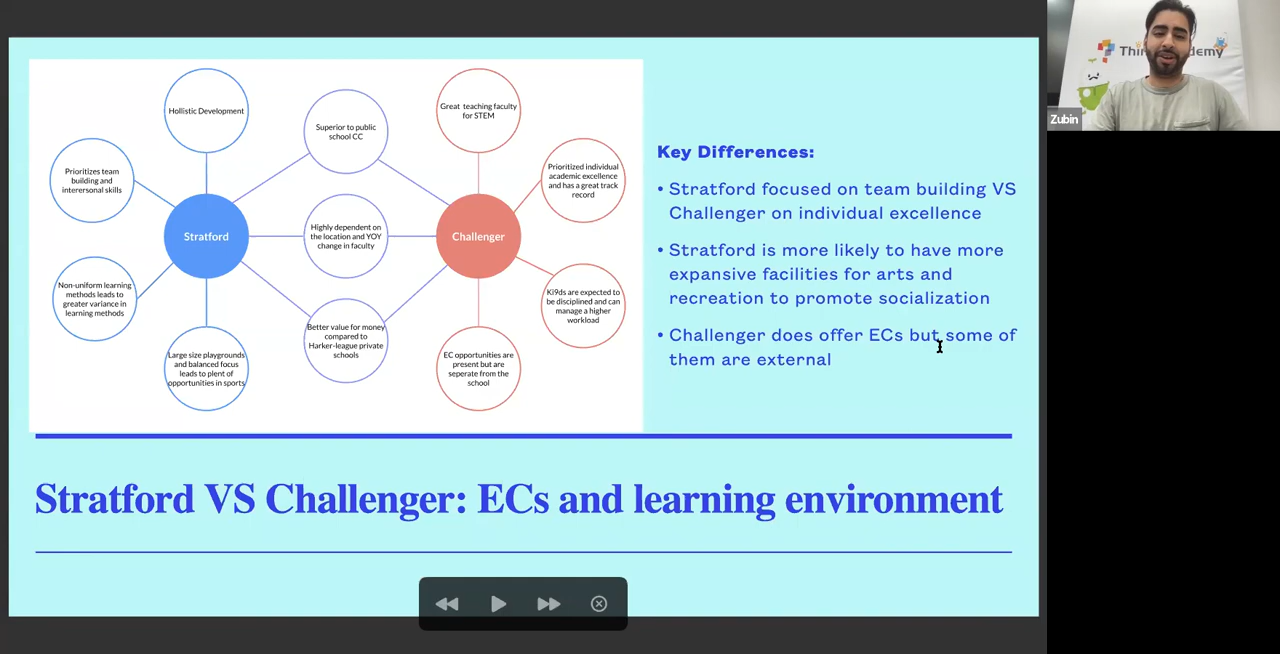 Hollistic Development
Prioritizes team
building and
interersonal skills
Non-uniform learning
methods leads to
greater variance in
learning methods
Large size playgrounds
and balanced focus
leads to plent of
opportunities in sports
Stratford
Superior to public
school CC
Highly dependent on
the location and YOY
change in faculty
Better value for money
compared to
Harker-league private
schools
Challenger
Great teaching faculty
for STEM
Prioritized individual
academic excellence
and has a great track
record
Ki9ds are expected to
be disciplined and can
manage a higher
workload
EC opportunities are
present but are
seperate from the
school
Key Differences:
• Stratford focused on team building VS
Challenger on individual excellence
• Stratford is more likely to have more
expansive facilities for arts and
recreation to promote socialization
• Challenger does offer ECs but some of
them are external
Stratford VS Challenger: ECs and learning environment
Zubin